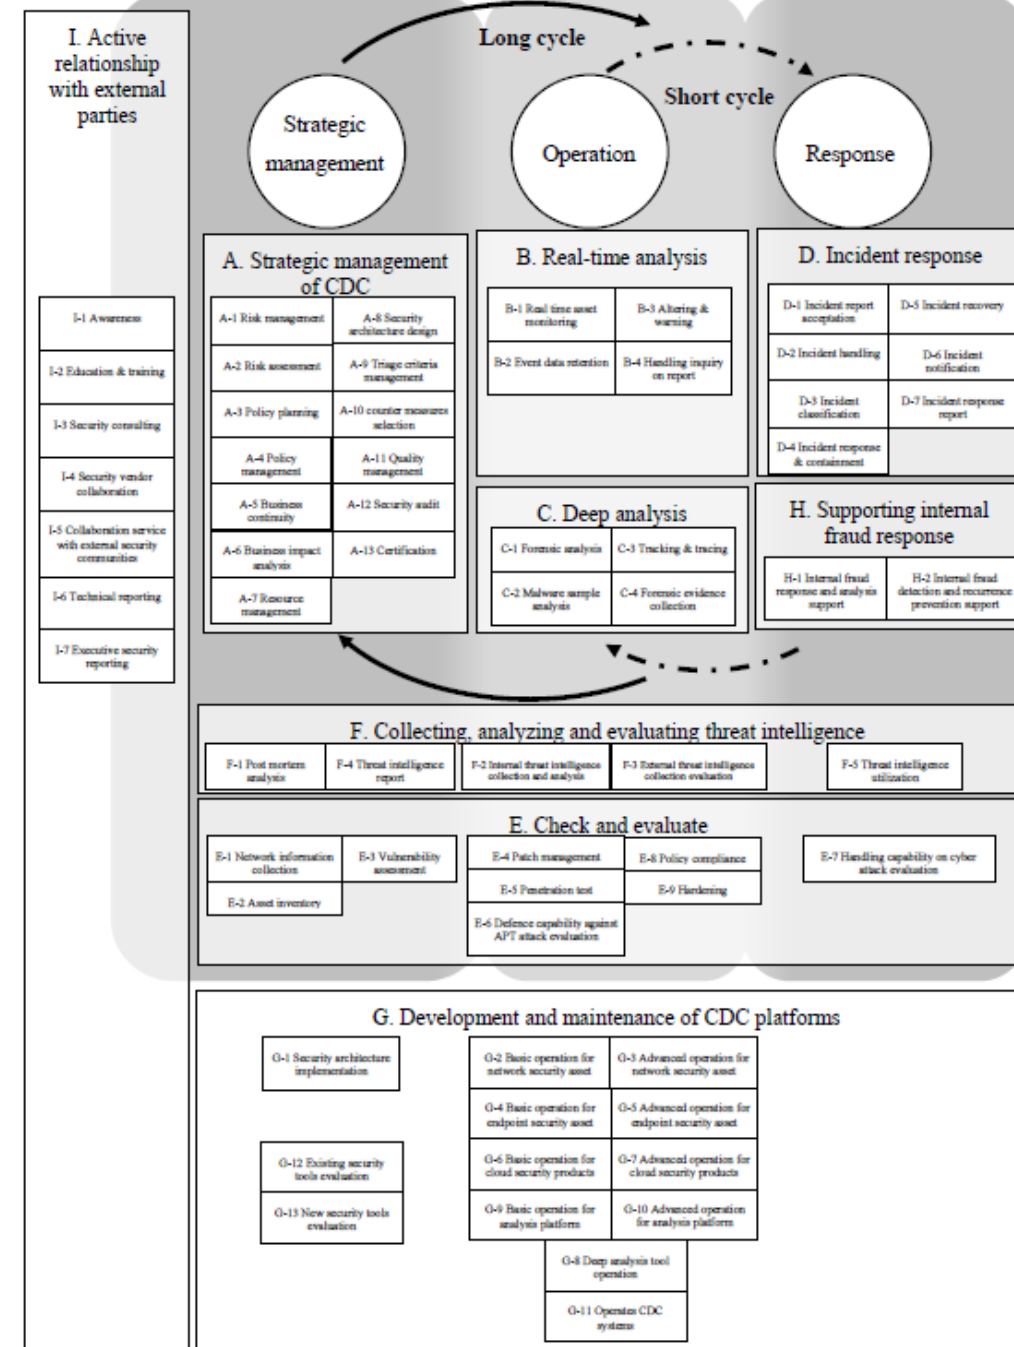 I. Active
relationship
with external
parties
Long cycle
Short cycle
Strategic
management
Operation
Response
I-1 Awareness
I-2 Education & training
I-3 Security consulting
I-4 Security vendor
collaboration
I-5 Collaboration service
with external security
communities
I-6 Technical reporting
I-7 Executive security
reporting
A. Strategic management
of CDC
A-1 Risk management
A-2 Risk assessment
A-3 Policy planning
A-4 Policy
management
A-5 Business
continuity
A-6 Business impact
analysis
A-7 Resource
management
A-8 Security
architecture design
A-9 Triage criteria
management
A-10 counter measures
selection
A-11 Quality
management
A-12 Security audit
A-13 Certification
B. Real-time analysis
B-1 Real time asset
monitoring
B-3 Altering &
warning
B-2 Event data retention
B-4 Handling inquiry
on report
C. Deep analysis
C-1 Forensic analysis
C-3 Tracking & tracing
C-2 Malware sample
analysis
C-4 Forensic evidence
collection
D. Incident response
D-1 Incident report
acceptation
D-5 Incident recovery
D-2 Incident handling
D-6 Incident
notification
D-3 Incident
classification
D-7 Incident response
report
D-4 Incident response
& containment
H. Supporting internal
fraud response
H-1 Internal fraud
response and analysis
support
H-2 Internal fraud
detection and recurrence
prevention support
F. Collecting, analyzing and evaluating threat intelligence
F-1 Post mortem
analysis
F-4 Threat intelligence
report
F-2 Internal threat intelligence
collection and analysis
F-3 External threat intelligence
collection evaluation
F-5 Threat intelligence
utilization
E. Check and evaluate
E-1 Network information
collection
E-3 Vulnerability
assessment
E-2 Asset inventory
E-4 Patch management
E-8 Policy compliance
E-5 Penetration test
E-9 Hardening
E-6 Defence capability against
APT attack evaluation
E-7 Handling capability on cyber
attack evaluation
G. Development and maintenance of CDC platforms
G-1 Security architecture
implementation
G-12 Existing security
tools evaluation
G-13 New security tools
evaluation
G-2 Basic operation for
network security asset
G-3 Advanced operation for
network security asset
G-4 Basic operation for
endpoint security asset
G-5 Advanced operation for
endpoint security asset
G-6 Basic operation for
cloud security products
G-7 Advanced operation for
cloud security products
G-9 Basic operation for
analysis platform
G-10 Advanced operation
for analysis platform
G-8 Deep analysis tool
operation
G-11 Operates CDC
systems